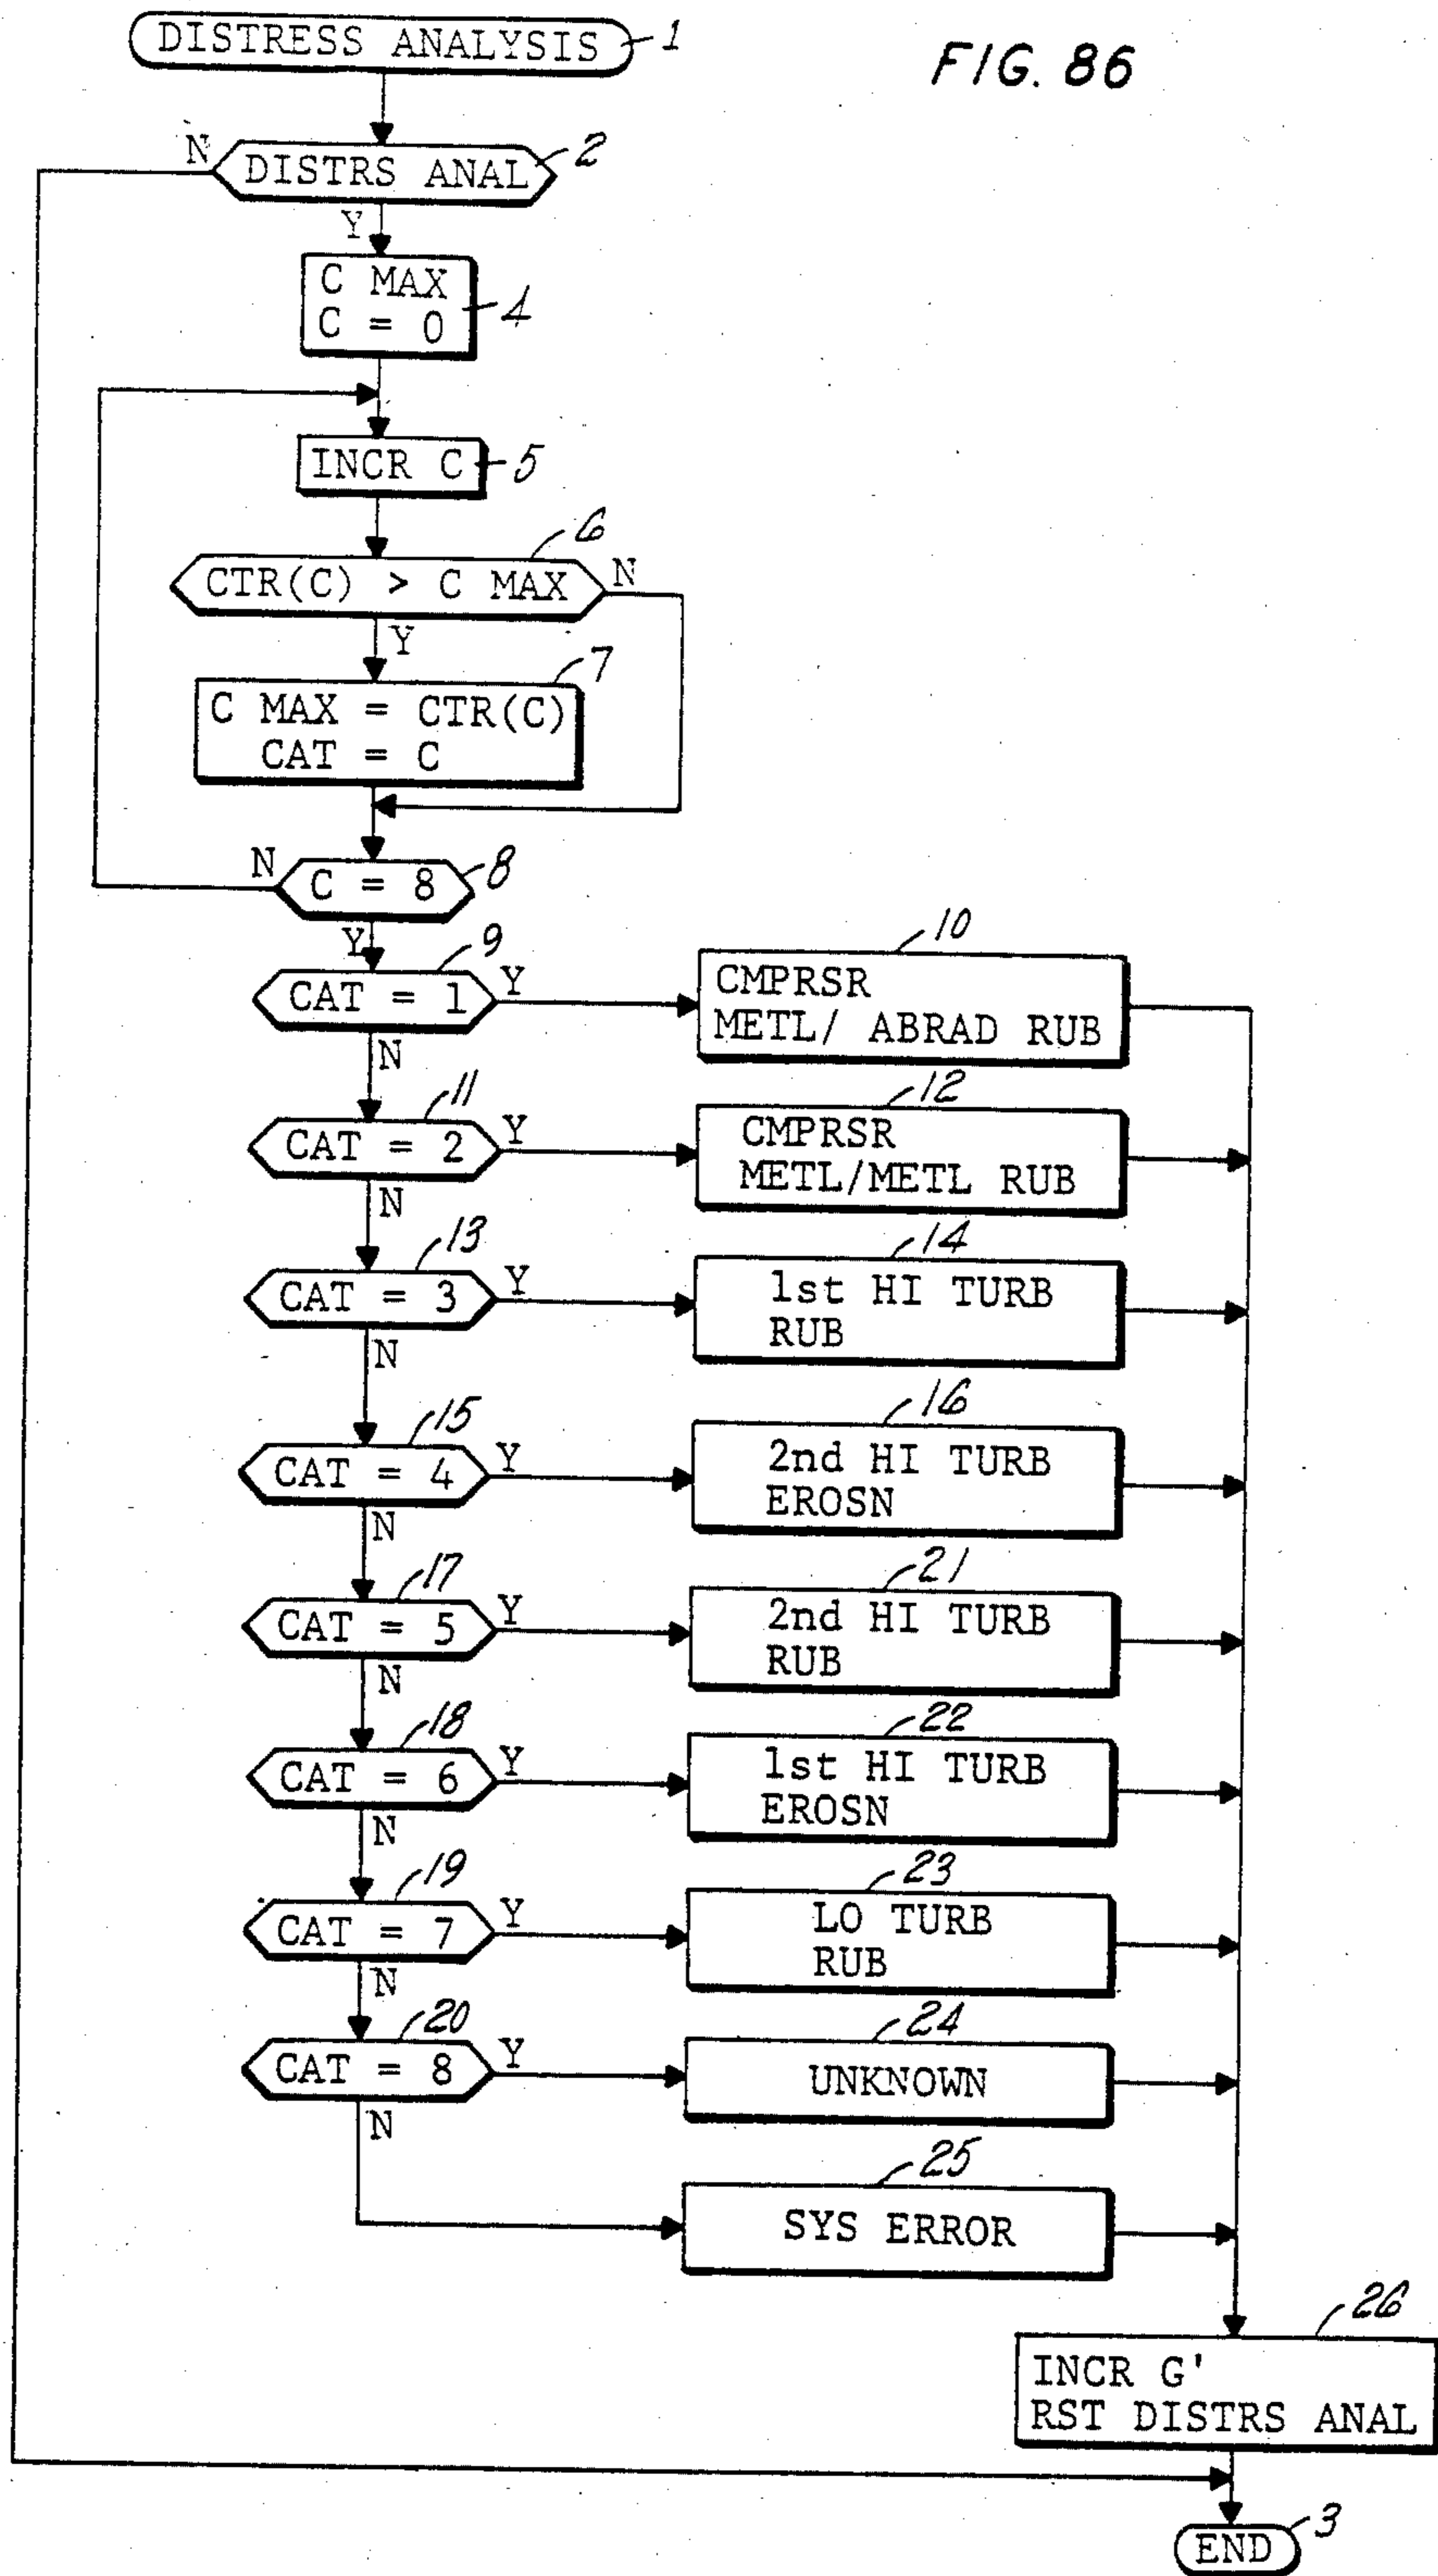 FIG. 86
DISTRESS ANALYSIS 1
N DISTRS ANAL 2
Y
C MAX
C = 0 4
INCR C 5
6
CTR(C) > C MAX N
Y
7
C MAX = CTR(C)
CAT = C
N C = 8 8
Y 9 10
CAT = 1 Y CMPRSR
METL/ ABRAD RUB
N
11 12
CAT = 2 Y CMPRSR
METL/METL RUB
N
13 14
CAT = 3 Y 1st HI TURB
RUB
N
15 16
CAT = 4 Y 2nd HI TURB
EROSN
N
17 21
CAT = 5 Y 2nd HI TURB
RUB
N
18 22
CAT = 6 Y 1st HI TURB
EROSN
N
19 23
CAT = 7 Y LO TURB
RUB
N
20 24
CAT = 8 Y UNKNOWN
N
25
SYS ERROR
26
INCR G'
RST DISTRS ANAL
END 3